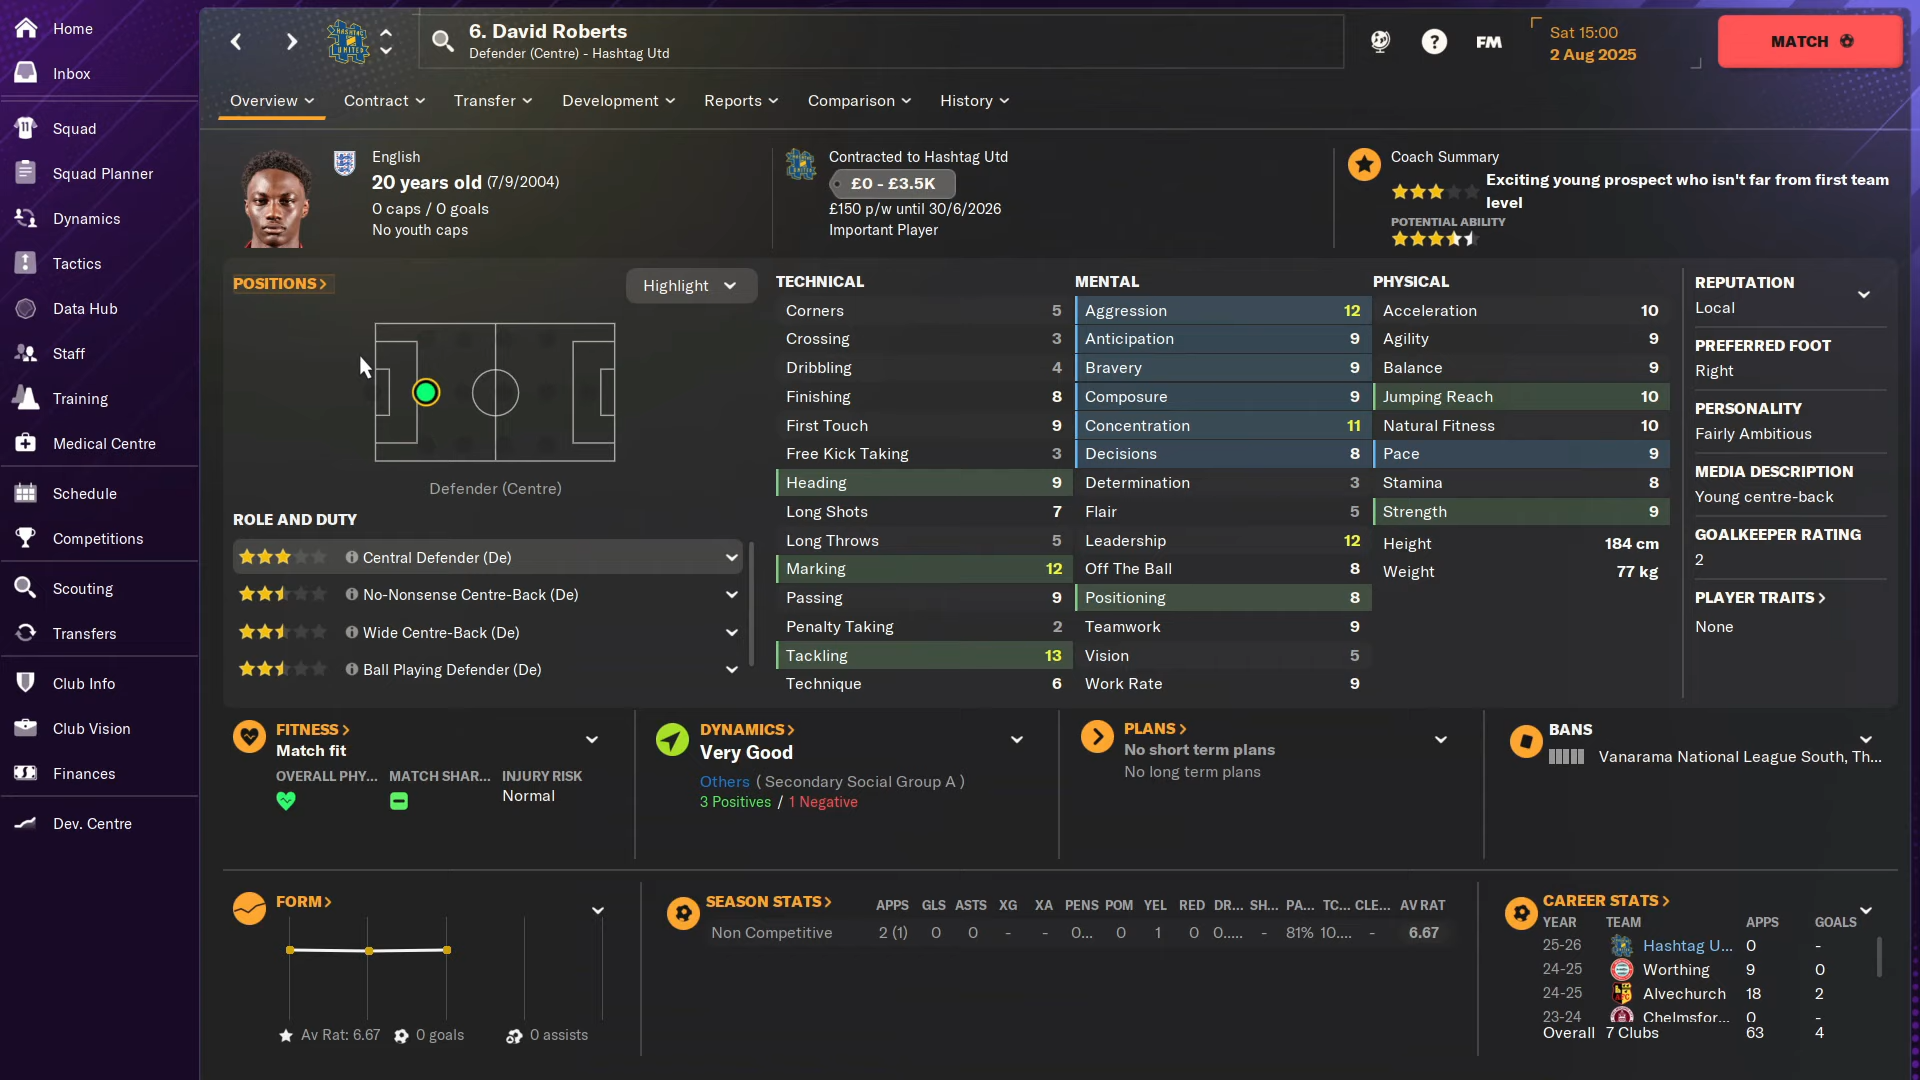 Home
Inbox
Squad
Squad Planner
Dynamics
Tactics
Data Hub
Staff
Training
Medical Centre
Schedule
Competitions
Scouting
Transfers
Club Info
Club Vision
Finances
Dev. Centre
HASHTAG
UNITED
6. David Roberts
Defender (Centre) - Hashtag Utd
?
FM
Sat 15:00
2 Aug 2025
MATCH
Overview
Contract
Transfer
Development
Reports
Comparison
History
English
20 years old (7/9/2004)
0 caps / 0 goals
No youth caps
Contracted to Hashtag Utd
£0 - £3.5K
£150 p/w until 30/6/2026
Important Player
Coach Summary
Exciting young prospect who isn't far from first team
level
POTENTIAL ABILITY
POSITIONS >
Highlight
Defender (Centre)
ROLE AND DUTY
Central Defender (De)
No-Nonsense Centre-Back (De)
Wide Centre-Back (De)
Ball Playing Defender (De)
TECHNICAL
Corners 5
Crossing 3
Dribbling 4
Finishing 8
First Touch 9
Free Kick Taking 3
Heading 9
Long Shots 7
Long Throws 5
Marking 12
Passing 9
Penalty Taking 2
Tackling 13
Technique 6
MENTAL
Aggression 12
Anticipation 9
Bravery 9
Composure 9
Concentration 11
Decisions 8
Determination 3
Flair 5
Leadership 12
Off The Ball 8
Positioning 8
Teamwork 9
Vision 5
Work Rate 9
PHYSICAL
Acceleration 10
Agility 9
Balance 9
Jumping Reach 10
Natural Fitness 10
Pace 9
Stamina 8
Strength 9
Height 184 cm
Weight 77 kg
REPUTATION
Local
PREFERRED FOOT
Right
PERSONALITY
Fairly Ambitious
MEDIA DESCRIPTION
Young centre-back
GOALKEEPER RATING
2
PLAYER TRAITS >
None
FITNESS >
Match fit
OVERALL PHY... MATCH SHAR... INJURY RISK
Normal
DYNAMICS >
Very Good
Others ( Secondary Social Group A )
3 Positives / 1 Negative
PLANS >
No short term plans
No long term plans
BANS
Vanarama National League South, Th...
FORM >
Av Rat: 6.67 0 goals 0 assists
SEASON STATS > APPS GLS ASTS XG XA PENS POM YEL RED DR... SH... PA... TC... CLE... AV RAT
Non Competitive 2 (1) 0 0 - - 0... 0 1 0 0..... - 81% 10.... - 6.67
CAREER STATS >
YEAR TEAM APPS GOALS
25-26 Hashtag U... 0 -
24-25 Worthing 9 0
24-25 Alvechurch 18 2
23-24 Chelmsfor... 0 -
Overall 7 Clubs 63 4